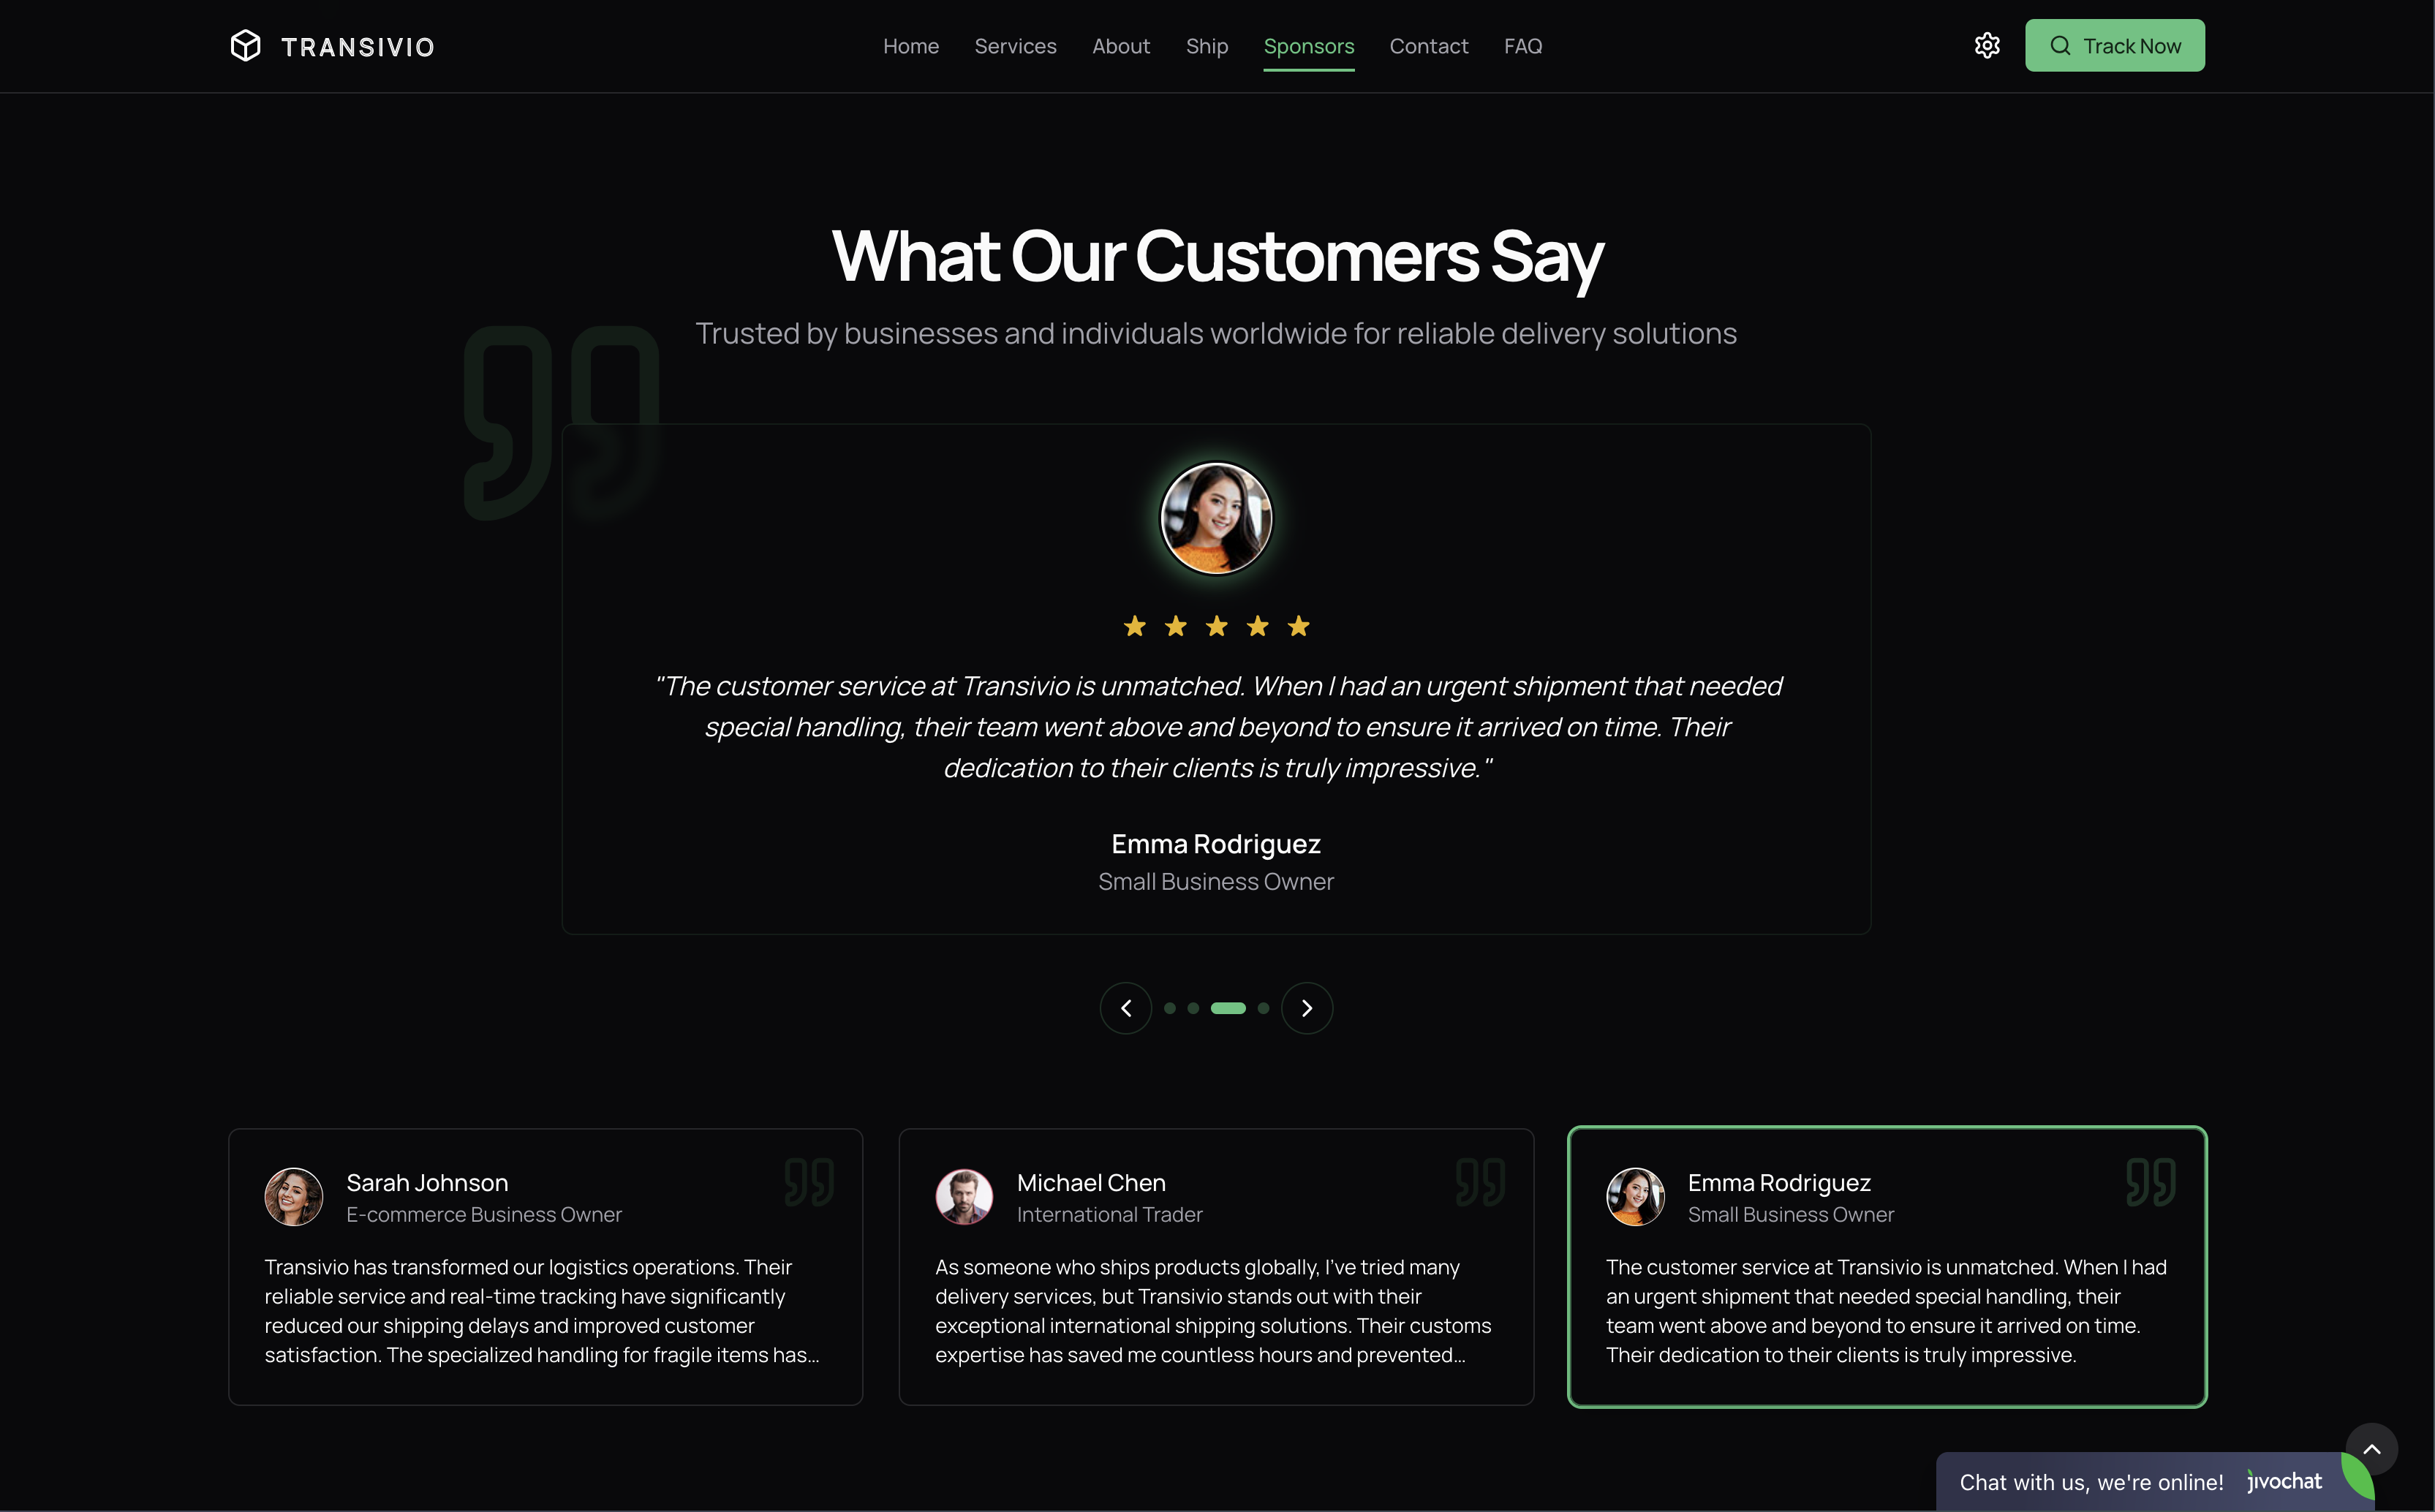 TRANSIVIO
Home
Services
About
Ship
Sponsors
Contact
FAQ
Track Now
What Our Customers Say
Trusted by businesses and individuals worldwide for reliable delivery solutions
"The customer service at Transivio is unmatched. When I had an urgent shipment that needed
special handling, their team went above and beyond to ensure it arrived on time. Their
dedication to their clients is truly impressive."
Emma Rodriguez
Small Business Owner
Sarah Johnson
E-commerce Business Owner
Transivio has transformed our logistics operations. Their
reliable service and real-time tracking have significantly
reduced our shipping delays and improved customer
satisfaction. The specialized handling for fragile items has...
Michael Chen
International Trader
As someone who ships products globally, I've tried many
delivery services, but Transivio stands out with their
exceptional international shipping solutions. Their customs
expertise has saved me countless hours and prevented...
Emma Rodriguez
Small Business Owner
The customer service at Transivio is unmatched. When I had
an urgent shipment that needed special handling, their
team went above and beyond to ensure it arrived on time.
Their dedication to their clients is truly impressive.
Chat with us, we're online!
jivochat